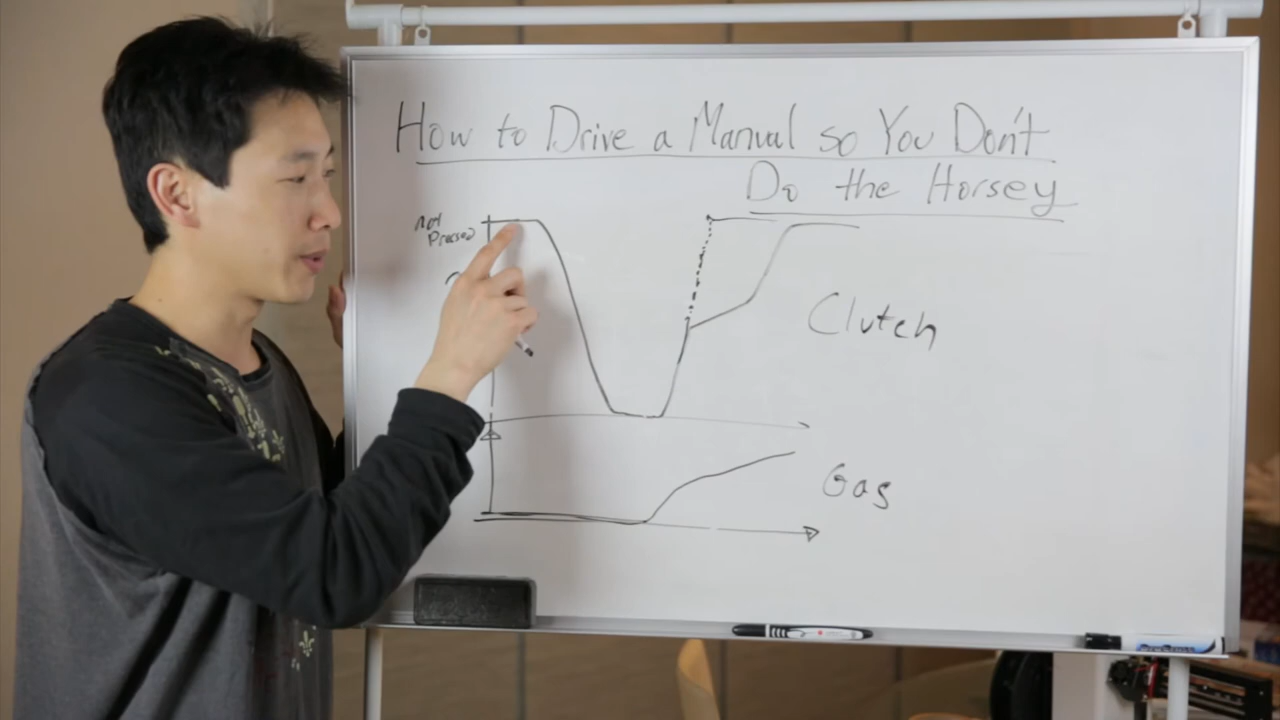 How to Drive a Manual so You Don't
Do the Horsey
Not
Pressed
Clutch
Gas